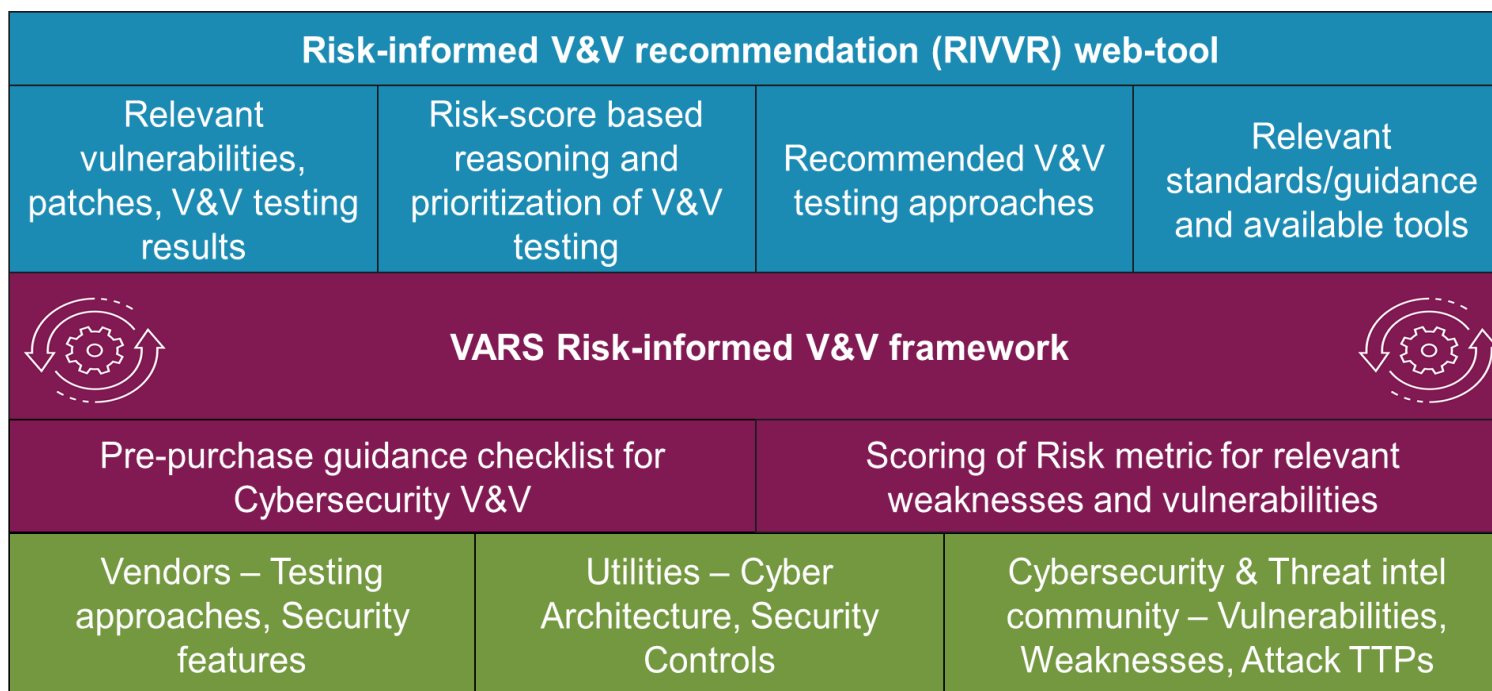 Risk-informed V&V recommendation (RIVVR) web-tool
Relevant
vulnerabilities,
patches, V&V testing
results
Risk-score based
reasoning and
prioritization of V&V
testing
Recommended V&V
testing approaches
Relevant
standards/guidance
and available tools
VARS Risk-informed V&V framework
Pre-purchase guidance checklist for
Cybersecurity V&V
Scoring of Risk metric for relevant
weaknesses and vulnerabilities
Vendors – Testing
approaches, Security
features
Utilities – Cyber
Architecture, Security
Controls
Cybersecurity & Threat intel
community – Vulnerabilities,
Weaknesses, Attack TTPs